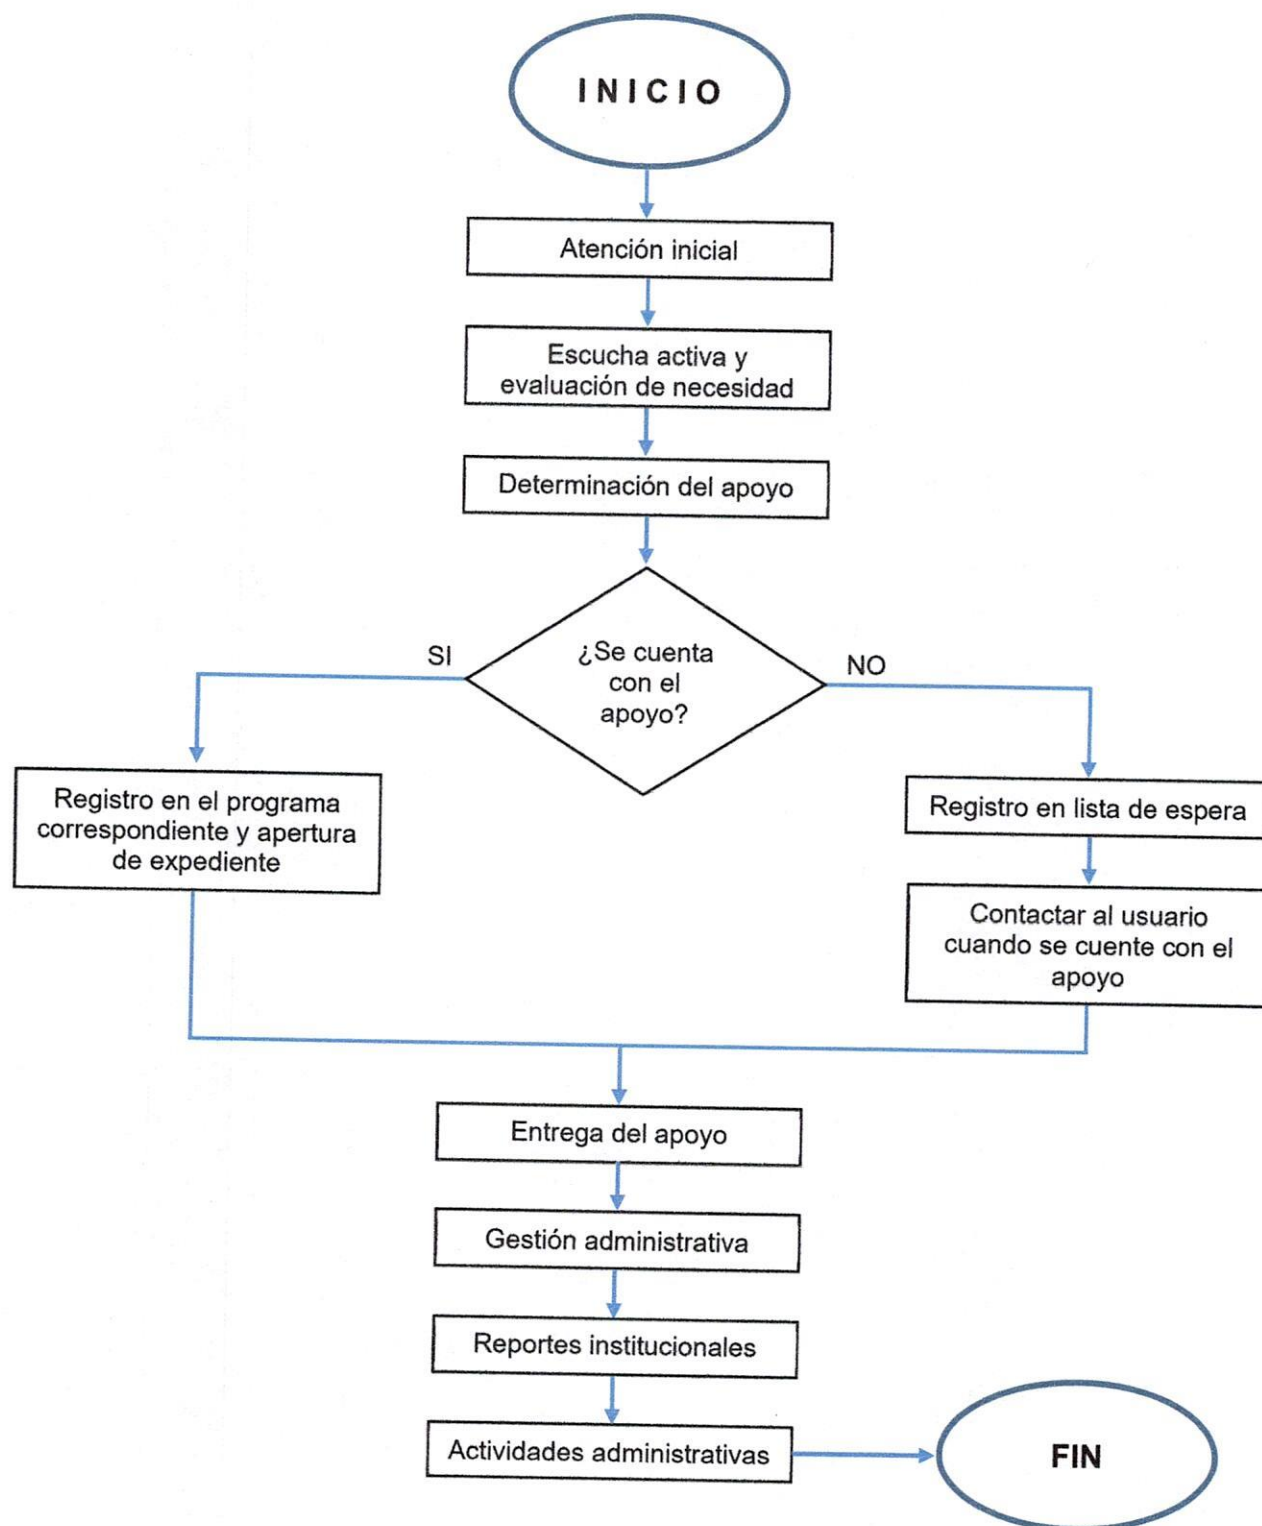 INICIO
Atención inicial
Escucha activa y
evaluación de necesidad
Determinación del apoyo
¿Se cuenta
con el
apoyo?
SI
NO
Registro en el programa
correspondiente y apertura
de expediente
Registro en lista de espera
Contactar al usuario
cuando se cuente con el
apoyo
Entrega del apoyo
Gestión administrativa
Reportes institucionales
Actividades administrativas
FIN